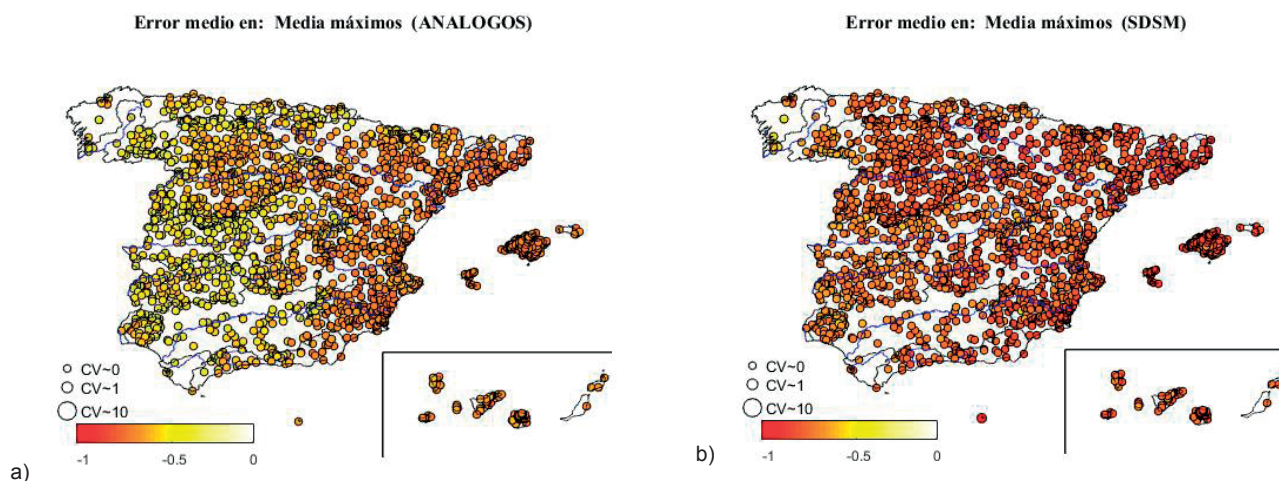 Error medio en: Media máximos (ANALOGOS)
CV~0
CV~1
CV~10
-1 -0.5 0
a)
Error medio en: Media máximos (SDSM)
CV~0
CV~1
CV~10
-1 -0.5 0
b)